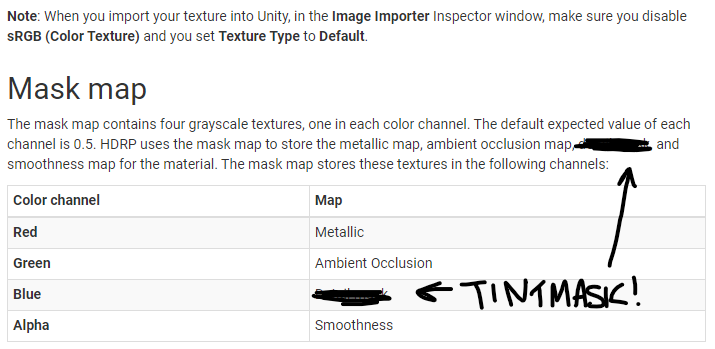 Note: When you import your texture into Unity, in the Image Importer Inspector window, make sure you disable
sRGB (Color Texture) and you set Texture Type to Default.
Mask map
The mask map contains four grayscale textures, one in each color channel. The default expected value of each
channel is 0.5. HDRP uses the mask map to store the metallic map, ambient occlusion map, and
smoothness map for the material. The mask map stores these textures in the following channels:
Color channel Map
Red Metallic
Green Ambient Occlusion
Blue TINTMASK!
Alpha Smoothness